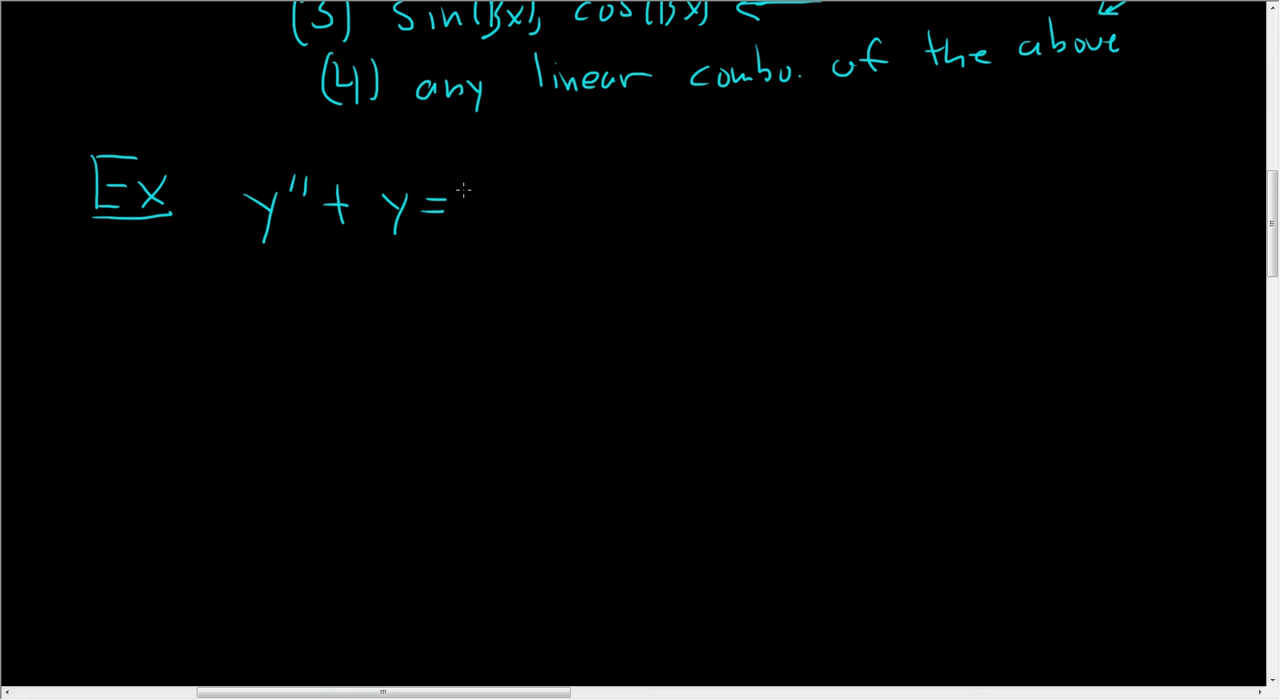 (3) sin(βx), cos(βx) ←
(4) any linear combo. of the above
Ex y'' + y =